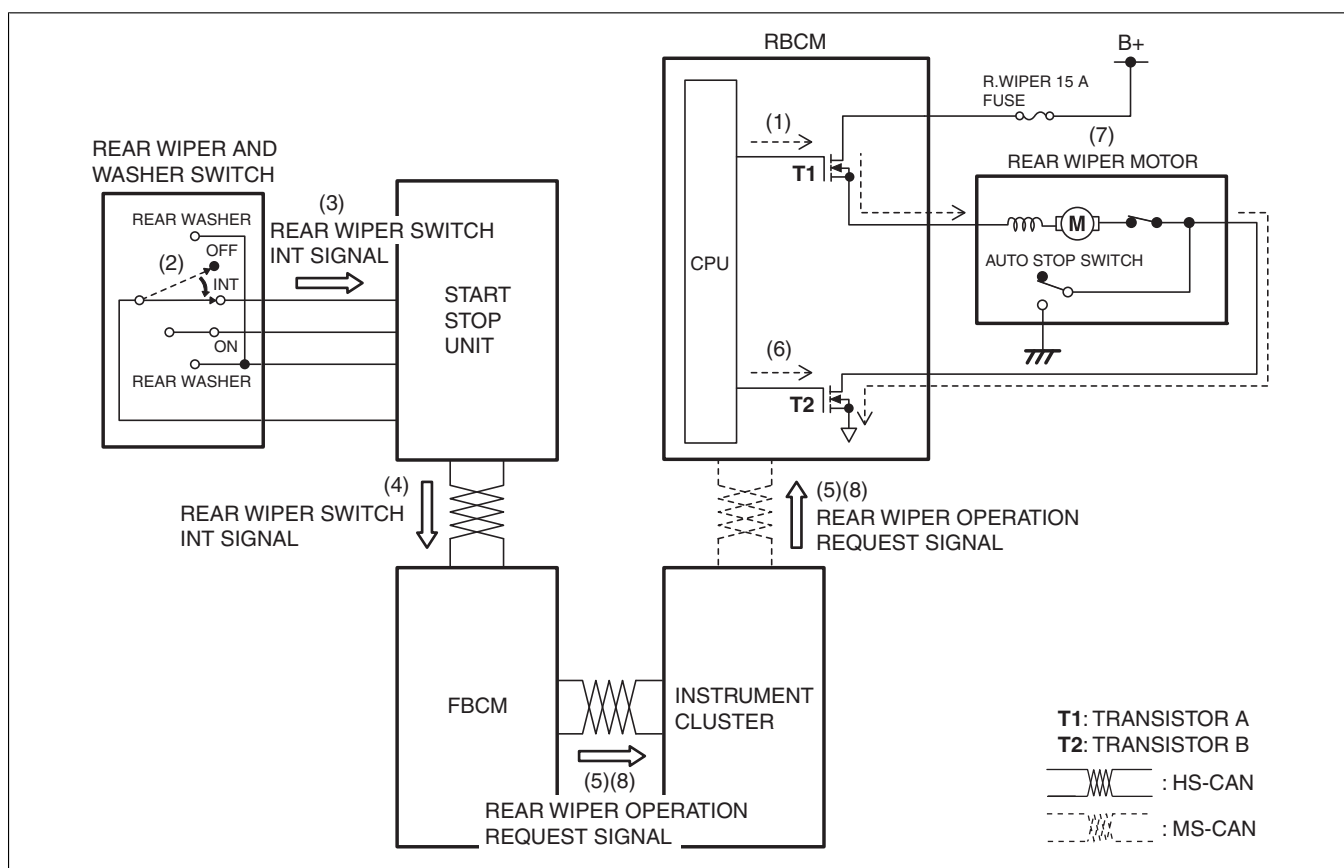 RBCM
B+
R.WIPER 15 A
FUSE
(1)
T1
(7)
REAR WIPER MOTOR
M
AUTO STOP SWITCH
CPU
(6)
T2
REAR WIPER AND
WASHER SWITCH
REAR WASHER
OFF
(2)
INT
ON
REAR WASHER
(3)
REAR WIPER SWITCH
INT SIGNAL
START
STOP
UNIT
(4)
REAR WIPER SWITCH
INT SIGNAL
(5)(8)
REAR WIPER OPERATION
REQUEST SIGNAL
FBCM
INSTRUMENT
CLUSTER
(5)(8)
REAR WIPER OPERATION
REQUEST SIGNAL
T1: TRANSISTOR A
T2: TRANSISTOR B
: HS-CAN
: MS-CAN